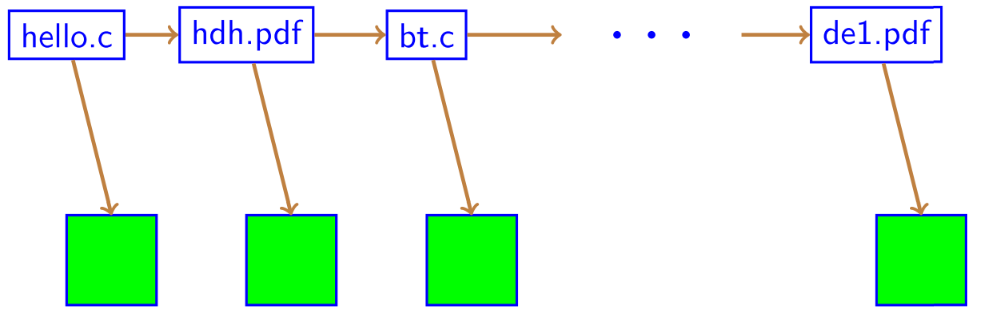 hello.c hdh.pdf bt.c . . . de1.pdf